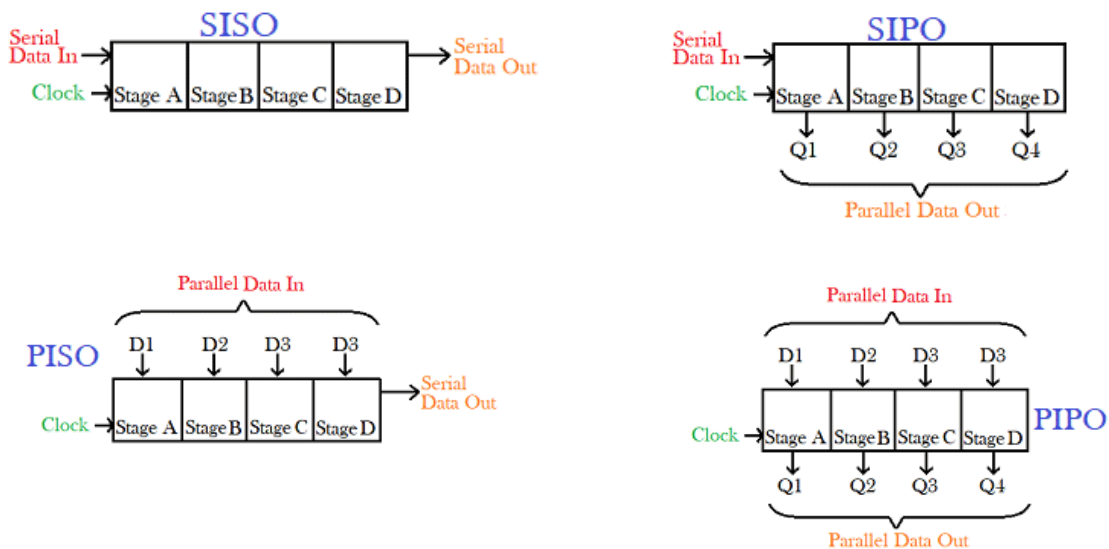 SISO
Serial
Data In
Clock
Stage A Stage B Stage C Stage D
Serial
Data Out
SIPO
Serial
Data In
Clock
Stage A Stage B Stage C Stage D
Q1 Q2 Q3 Q4
Parallel Data Out
Parallel Data In
PISO
D1 D2 D3 D3
Clock
Stage A Stage B Stage C Stage D
Serial
Data Out
Parallel Data In
D1 D2 D3 D3
Clock
Stage A Stage B Stage C Stage D
PIPO
Q1 Q2 Q3 Q4
Parallel Data Out